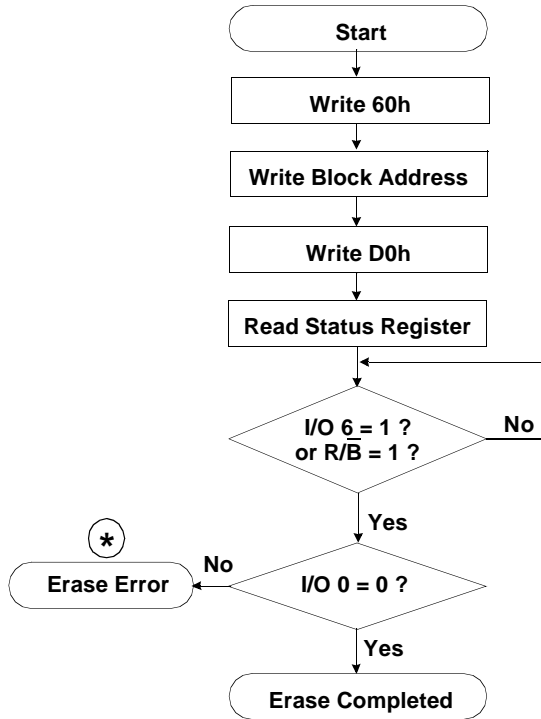 Start
Write 60h
Write Block Address
Write D0h
Read Status Register
I/O 6 = 1 ?
or R/B̅ = 1 ?
No
Yes
*
No
Erase Error
I/O 0 = 0 ?
Yes
Erase Completed